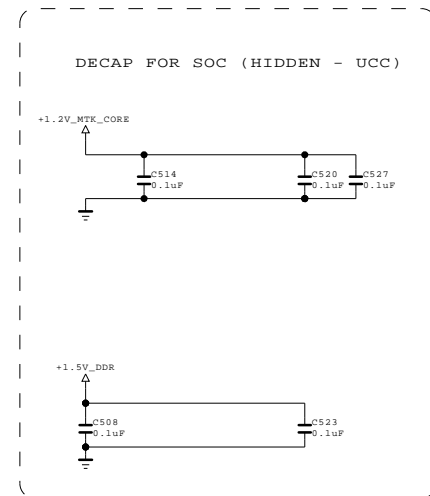 DECAP FOR SOC (HIDDEN - UCC)
+1.2V_MTK_CORE
C514
0.1uF
C520
0.1uF
C527
0.1uF
+1.5V_DDR
C508
0.1uF
C523
0.1uF